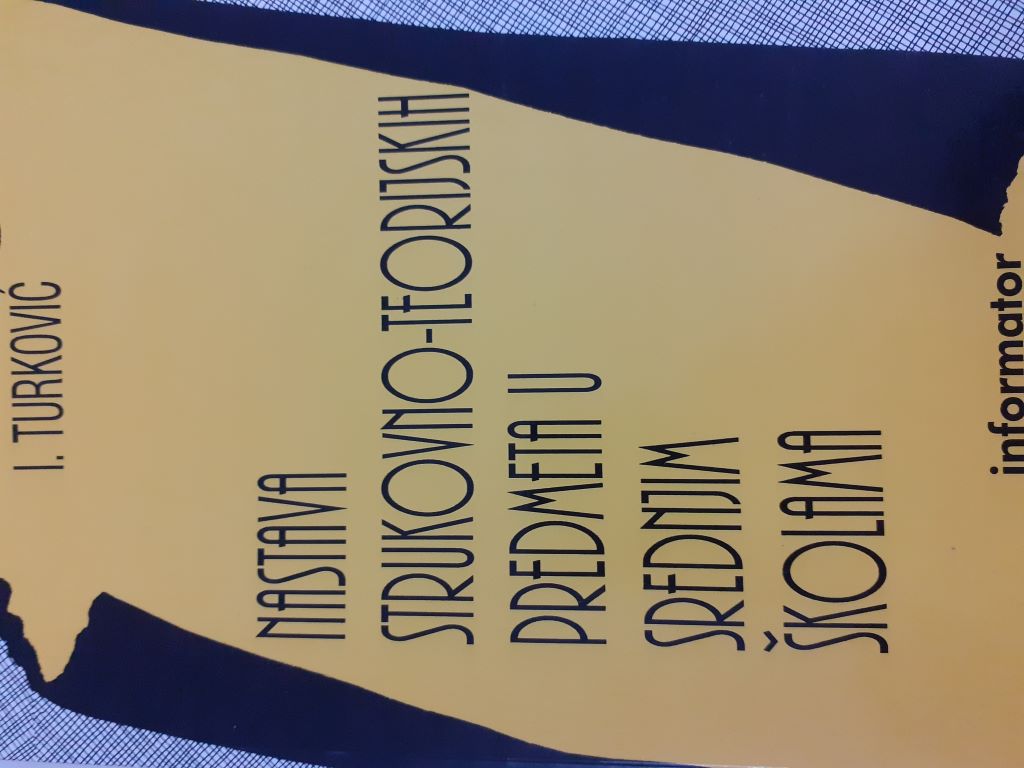 I. TURKOVIĆ
NASTAVA
STRUKOVNO-TEORIJSKIH
PREDMETA U
SREDNJIM
ŠKOLAMA
informator